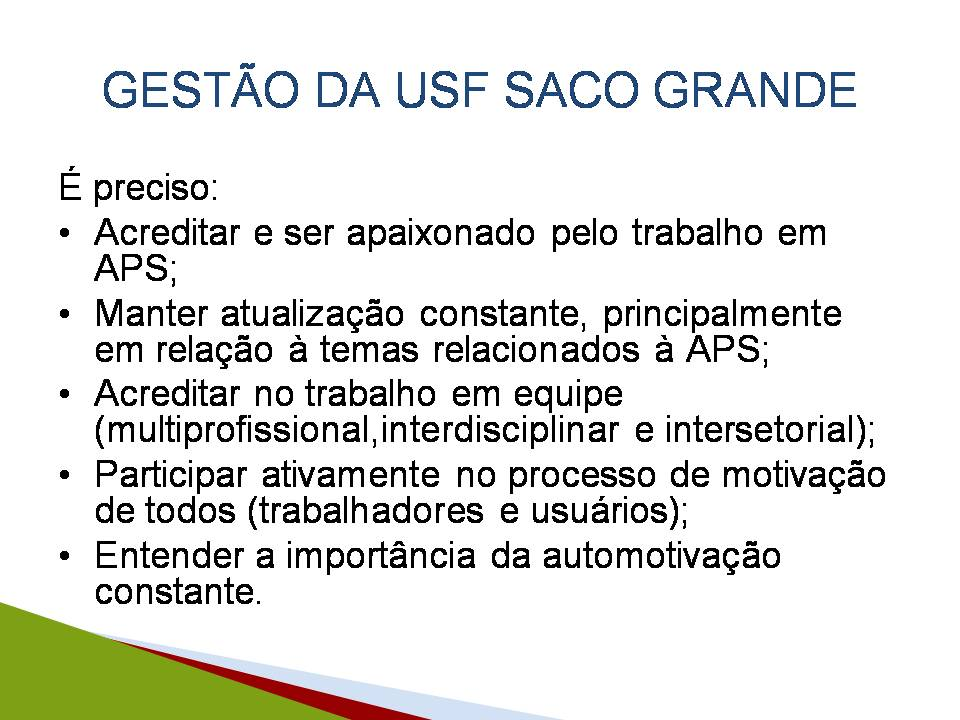 GESTÃO DA USF SACO GRANDE
É preciso:
• Acreditar e ser apaixonado pelo trabalho em
APS;
• Manter atualização constante, principalmente
em relação à temas relacionados à APS;
• Acreditar no trabalho em equipe
(multiprofissional,interdisciplinar e intersetorial);
• Participar ativamente no processo de motivação
de todos (trabalhadores e usuários);
• Entender a importância da automotivação
constante.